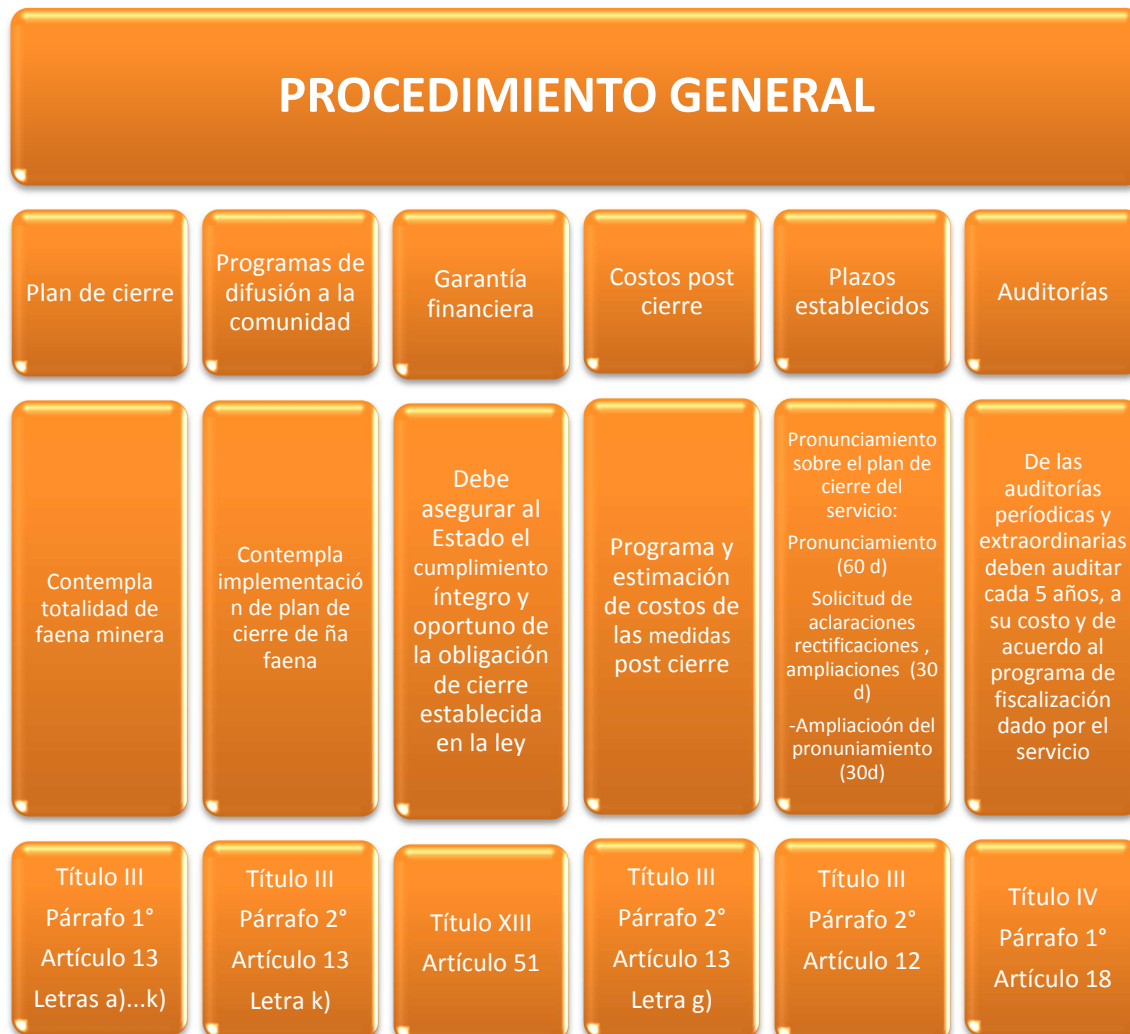 PROCEDIMIENTO GENERAL
Plan de cierre
Programas de
difusión a la
comunidad
Garantía
financiera
Costos post
cierre
Plazos
establecidos
Auditorías
Contempla
totalidad de
faena minera
Contempla
implementació
n de plan de
cierre de ña
faena
Debe
asegurar al
Estado el
cumplimiento
íntegro y
oportuno de
la obligación
de cierre
establecida
en la ley
Programa y
estimación
de costos de
las medidas
post cierre
Pronunciamiento
sobre el plan de
cierre del
servicio:
Pronunciamiento
(60 d)
Solicitud de
aclaraciones
rectificaciones ,
ampliaciones (30
d)
-Ampliacioón del
pronuniamiento
(30d)
De las
auditorías
períodicas y
extraordinarias
deben auditar
cada 5 años, a
su costo y de
acuerdo al
programa de
fiscalización
dado por el
servicio
Título III
Párrafo 1°
Artículo 13
Letras a)...k)
Título III
Párrafo 2°
Artículo 13
Letra k)
Título XIII
Artículo 51
Título III
Párrafo 2°
Artículo 13
Letra g)
Título III
Párrafo 2°
Artículo 12
Título IV
Párrafo 1°
Artículo 18